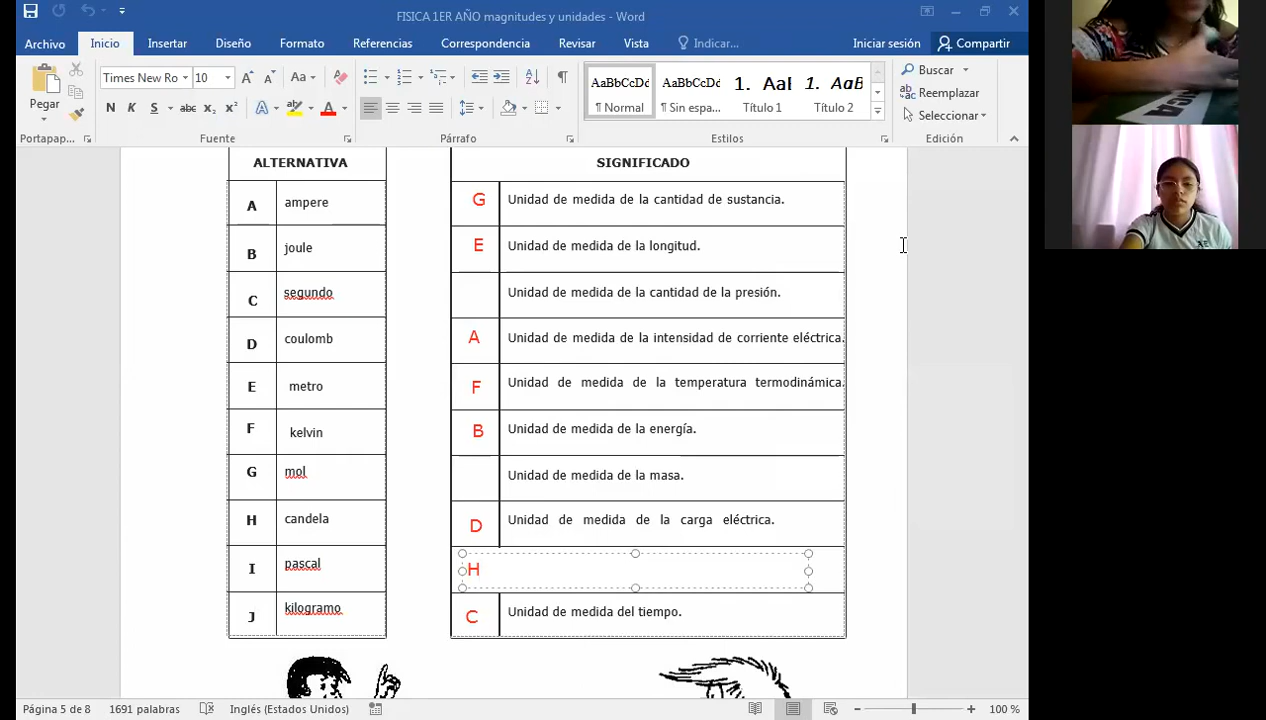 FISICA 1ER AÑO magnitudes y unidades - Word
Archivo Inicio Insertar Diseño Formato Referencias Correspondencia Revisar Vista Indicar... Iniciar sesión Compartir
Times New Ro 10 Aa
Pegar
N K S abc x₂ x² A A
AaBbCcDd AaBbCcDd 1. AaI 1. AaB
¶ Normal ¶ Sin espa... Título 1 Título 2
Buscar
Reemplazar
Seleccionar
Portapap... Fuente Párrafo Estilos Edición
ALTERNATIVA
A ampere
B joule
C segundo
D coulomb
E metro
F kelvin
G mol
H candela
I pascal
J kilogramo
SIGNIFICADO
G Unidad de medida de la cantidad de sustancia.
E Unidad de medida de la longitud.
Unidad de medida de la cantidad de la presión.
A Unidad de medida de la intensidad de corriente eléctrica.
F Unidad de medida de la temperatura termodinámica.
B Unidad de medida de la energía.
Unidad de medida de la masa.
D Unidad de medida de la carga eléctrica.
H
C Unidad de medida del tiempo.
Página 5 de 8 1691 palabras Inglés (Estados Unidos) 100 %